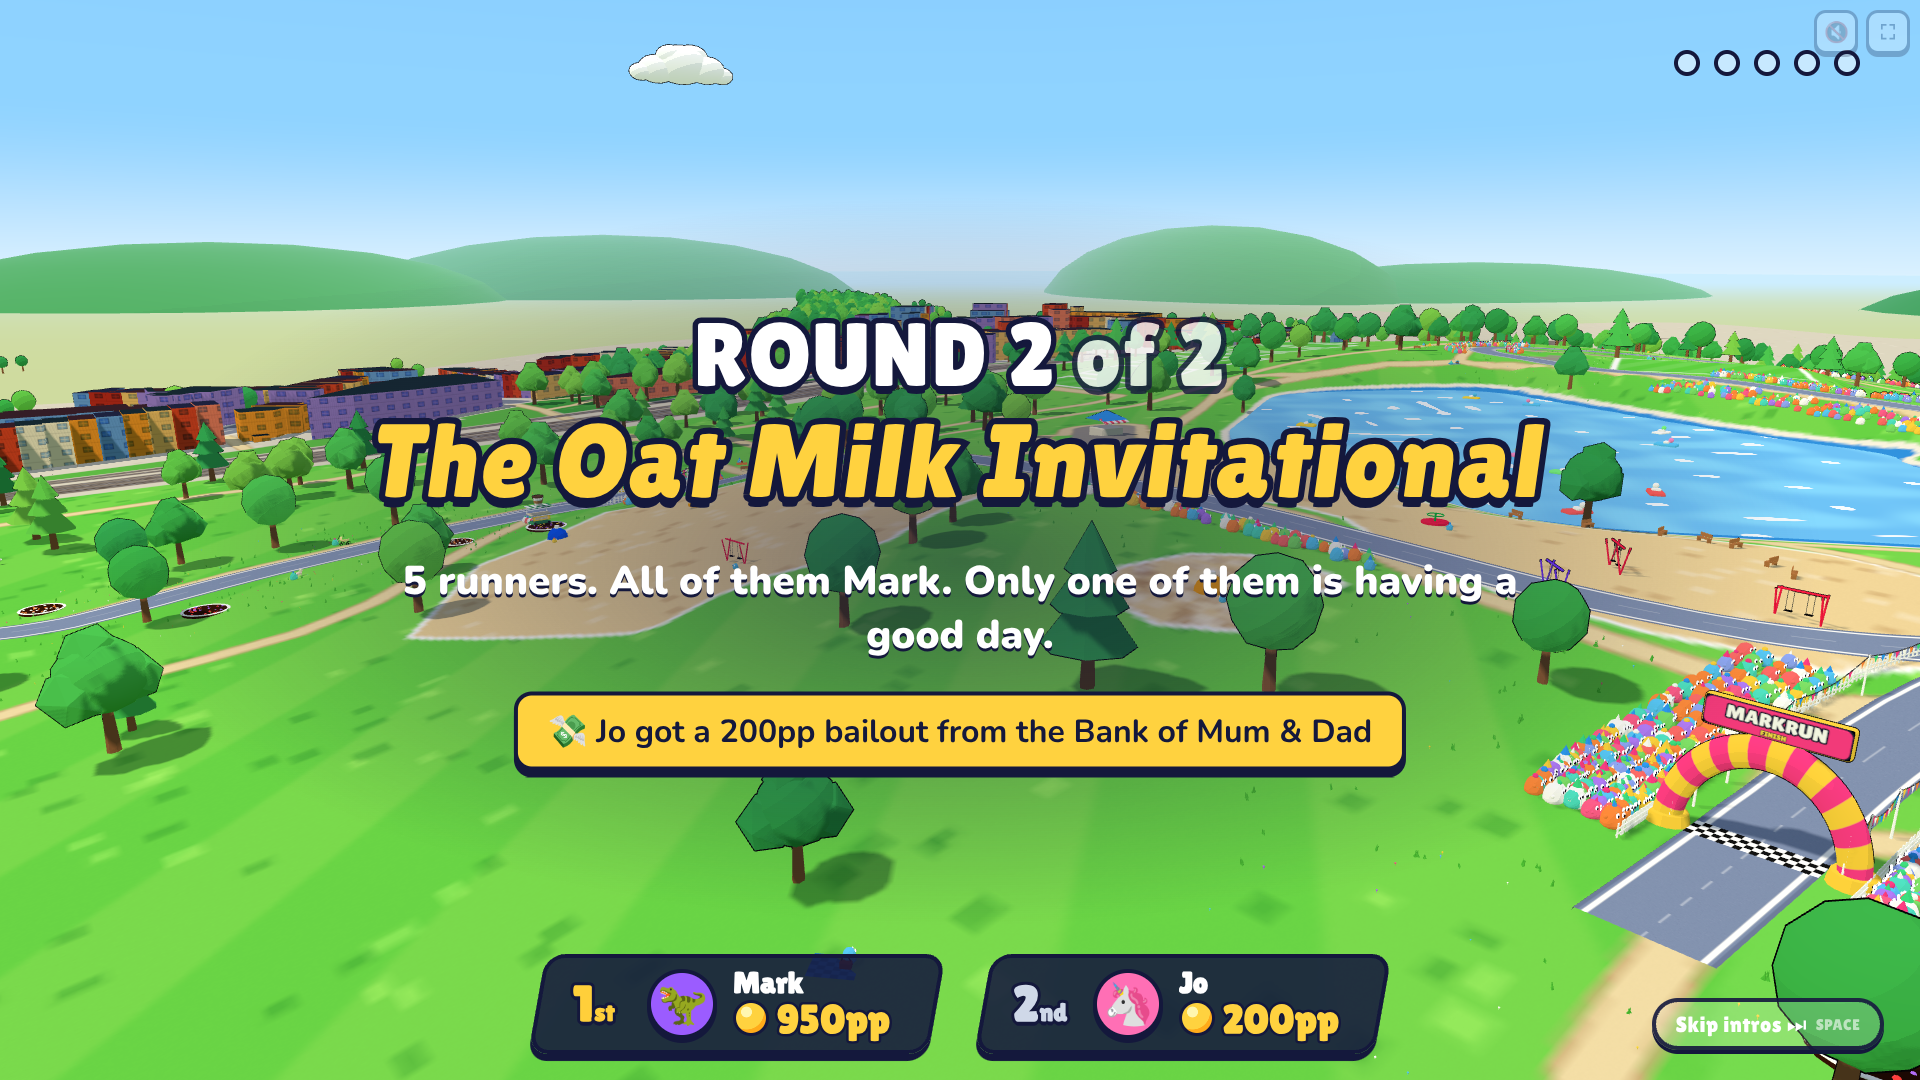 ROUND 2 of 2
The Oat Milk Invitational
5 runners. All of them Mark. Only one of them is having a
good day.
Jo got a 200pp bailout from the Bank of Mum & Dad
MARKRUN
FINISH
1st
Mark
950pp
2nd
Jo
200pp
Skip intros SPACE